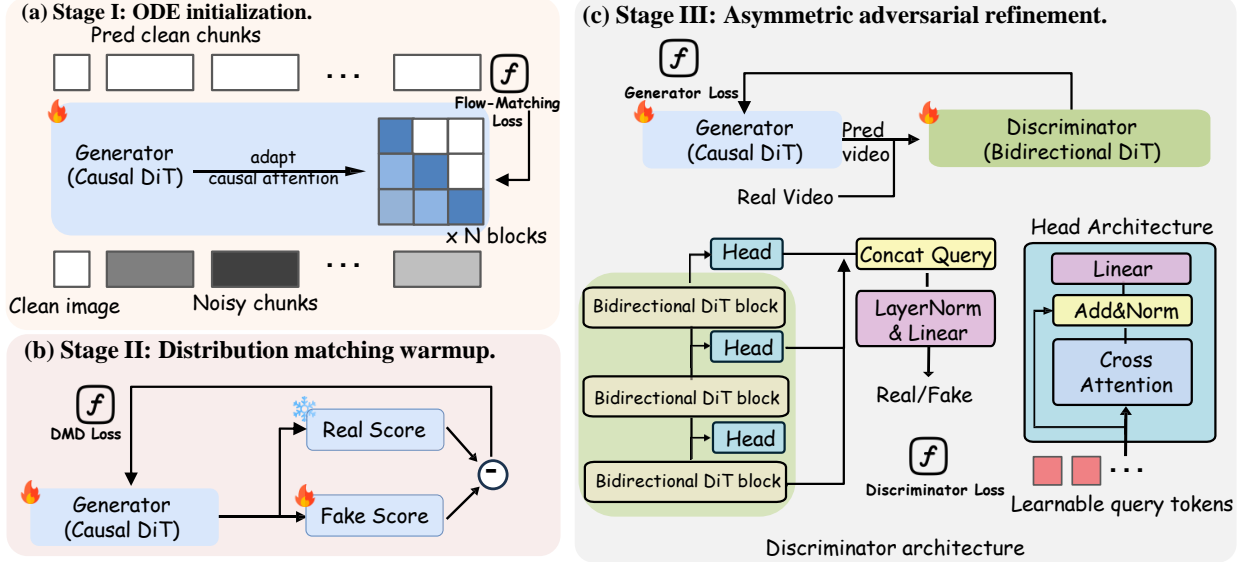 (a) Stage I: ODE initialization.
Pred clean chunks
...
f
Flow-Matching
Loss
Generator
(Causal DiT)
adapt
causal attention
x N blocks
...
Clean image
Noisy chunks
(b) Stage II: Distribution matching warmup.
f
DMD Loss
Real Score
-
Generator
(Causal DiT)
Fake Score
(c) Stage III: Asymmetric adversarial refinement.
f
Generator Loss
Generator
(Causal DiT)
Pred
video
Discriminator
(Bidirectional DiT)
Real Video
Head
Concat Query
Bidirectional DiT block
LayerNorm
& Linear
Head
Bidirectional DiT block
Real/Fake
Head
Bidirectional DiT block
f
Discriminator Loss
Head Architecture
Linear
Add&Norm
Cross
Attention
...
Learnable query tokens
Discriminator architecture